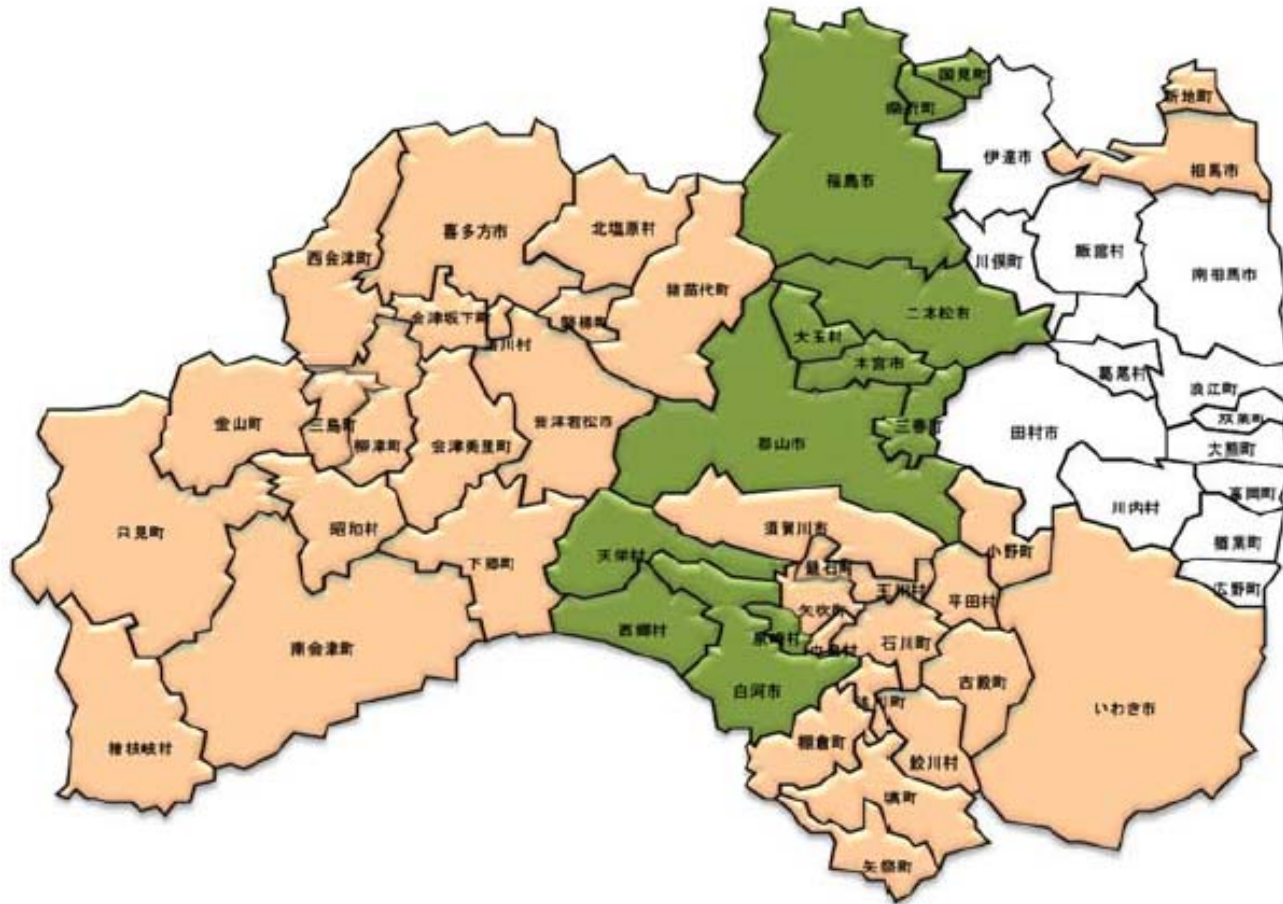 国見町
桑折町
新地町
伊達市
相馬市
福島市
喜多方市
北塩原村
西会津町
川俣町
飯舘村
南相馬市
猪苗代町
二本松市
会津坂下町
磐梯町
湯川村
大玉村
本宮市
葛尾村
浪江町
双葉町
金山町
三島町
柳津町
会津美里町
会津若松市
三春町
郡山市
田村市
大熊町
富岡町
川内村
只見町
昭和村
須賀川市
楢葉町
下郷町
天栄村
鏡石町
小野町
広野町
玉川村
平田村
矢吹町
西郷村
泉崎村
中島村
石川町
南会津町
古殿町
白河市
浅川町
いわき市
檜枝岐村
棚倉町
鮫川村
塙町
矢祭町